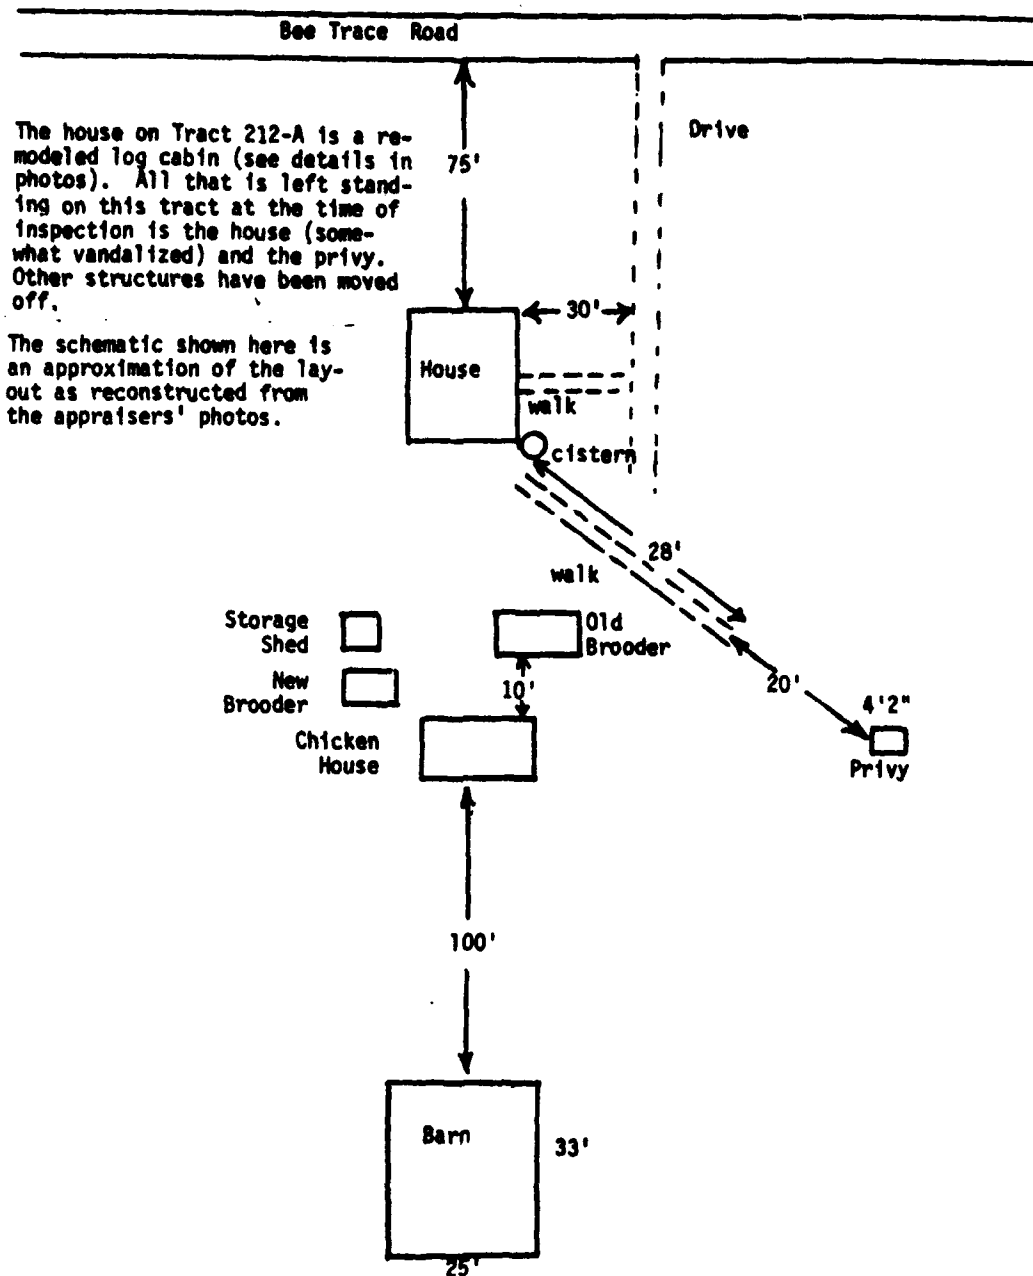 Bee Trace Road
Drive
The house on Tract 212-A is a re-
modeled log cabin (see details in
photos). All that is left stand-
ing on this tract at the time of
inspection is the house (some-
what vandalized) and the privy.
Other structures have been moved
off.
The schematic shown here is
an approximation of the lay-
out as reconstructed from
the appraisers' photos.
75'
30'
House
walk
cistern
28'
walk
Storage
Shed
Old
Brooder
New
Brooder
10'
20'
4'2"
Privy
Chicken
House
100'
Barn
33'
25'